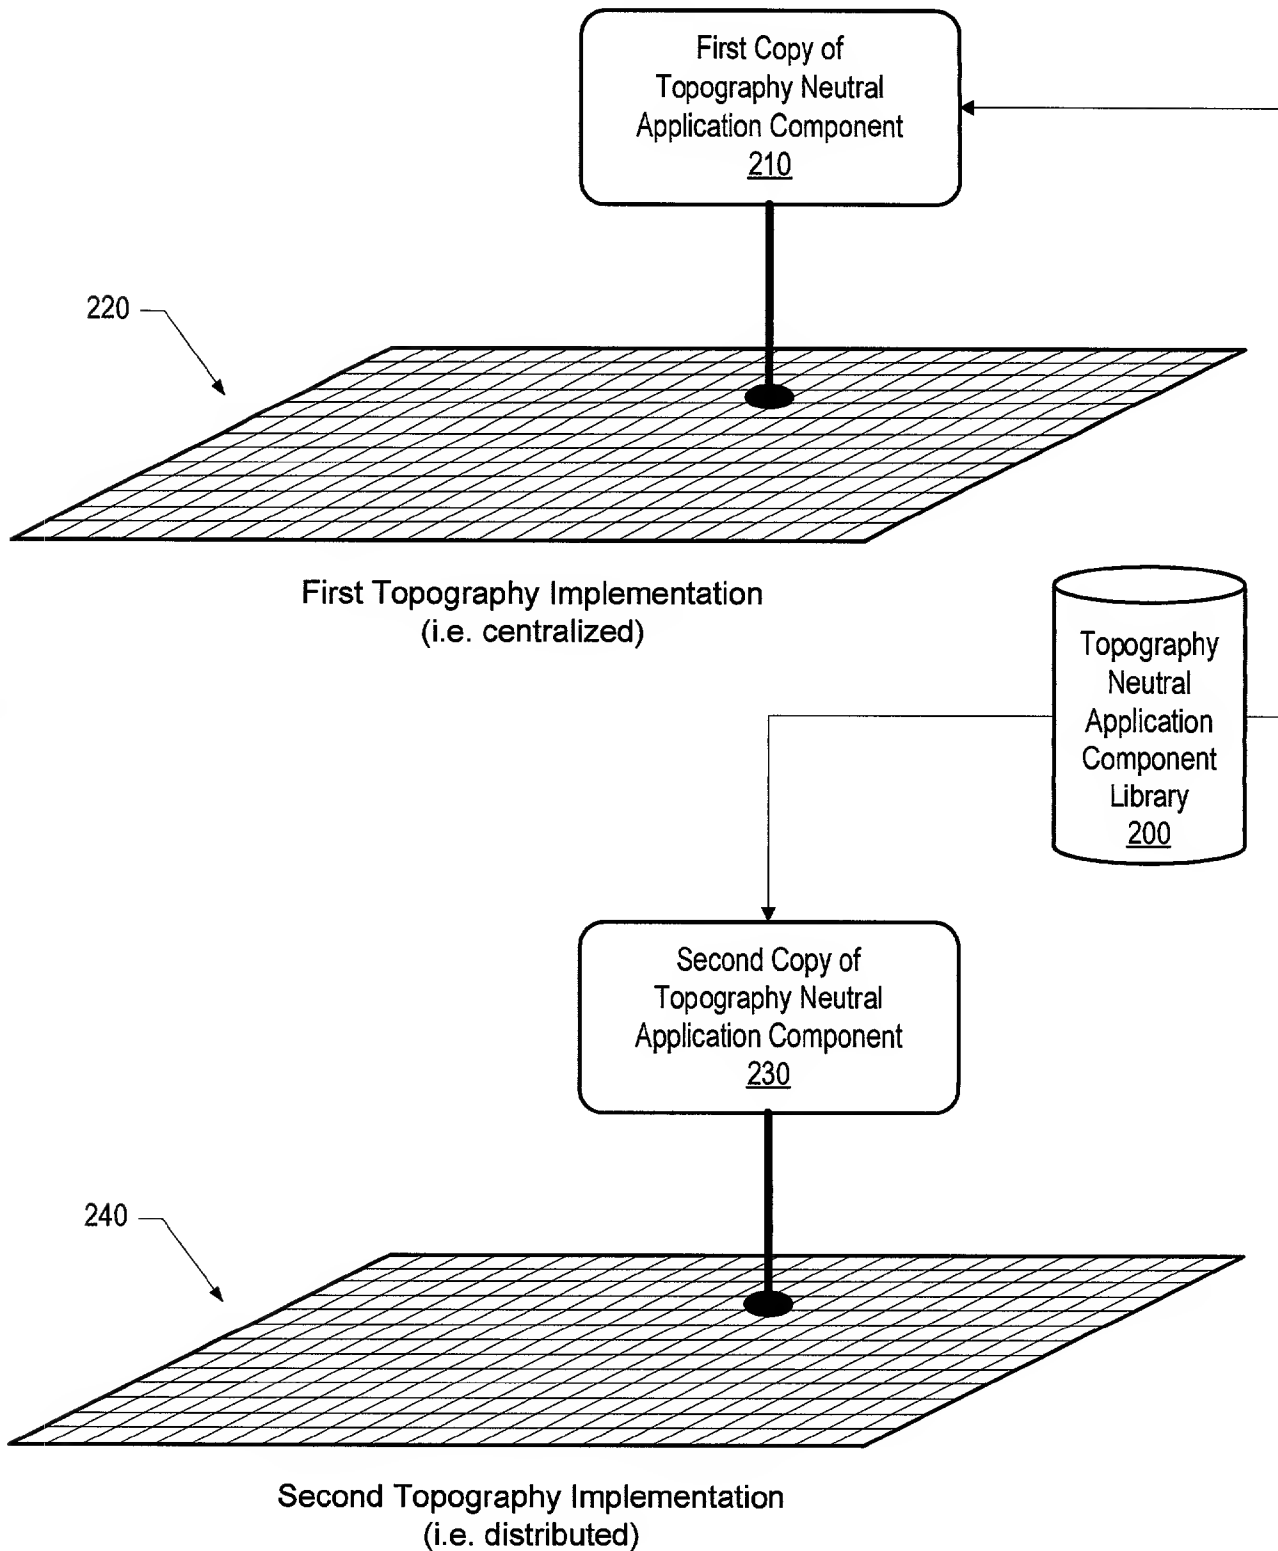 First Copy of
Topography Neutral
Application Component
210
220
First Topography Implementation
(i.e. centralized)
Topography
Neutral
Application
Component
Library
200
Second Copy of
Topography Neutral
Application Component
230
240
Second Topography Implementation
(i.e. distributed)